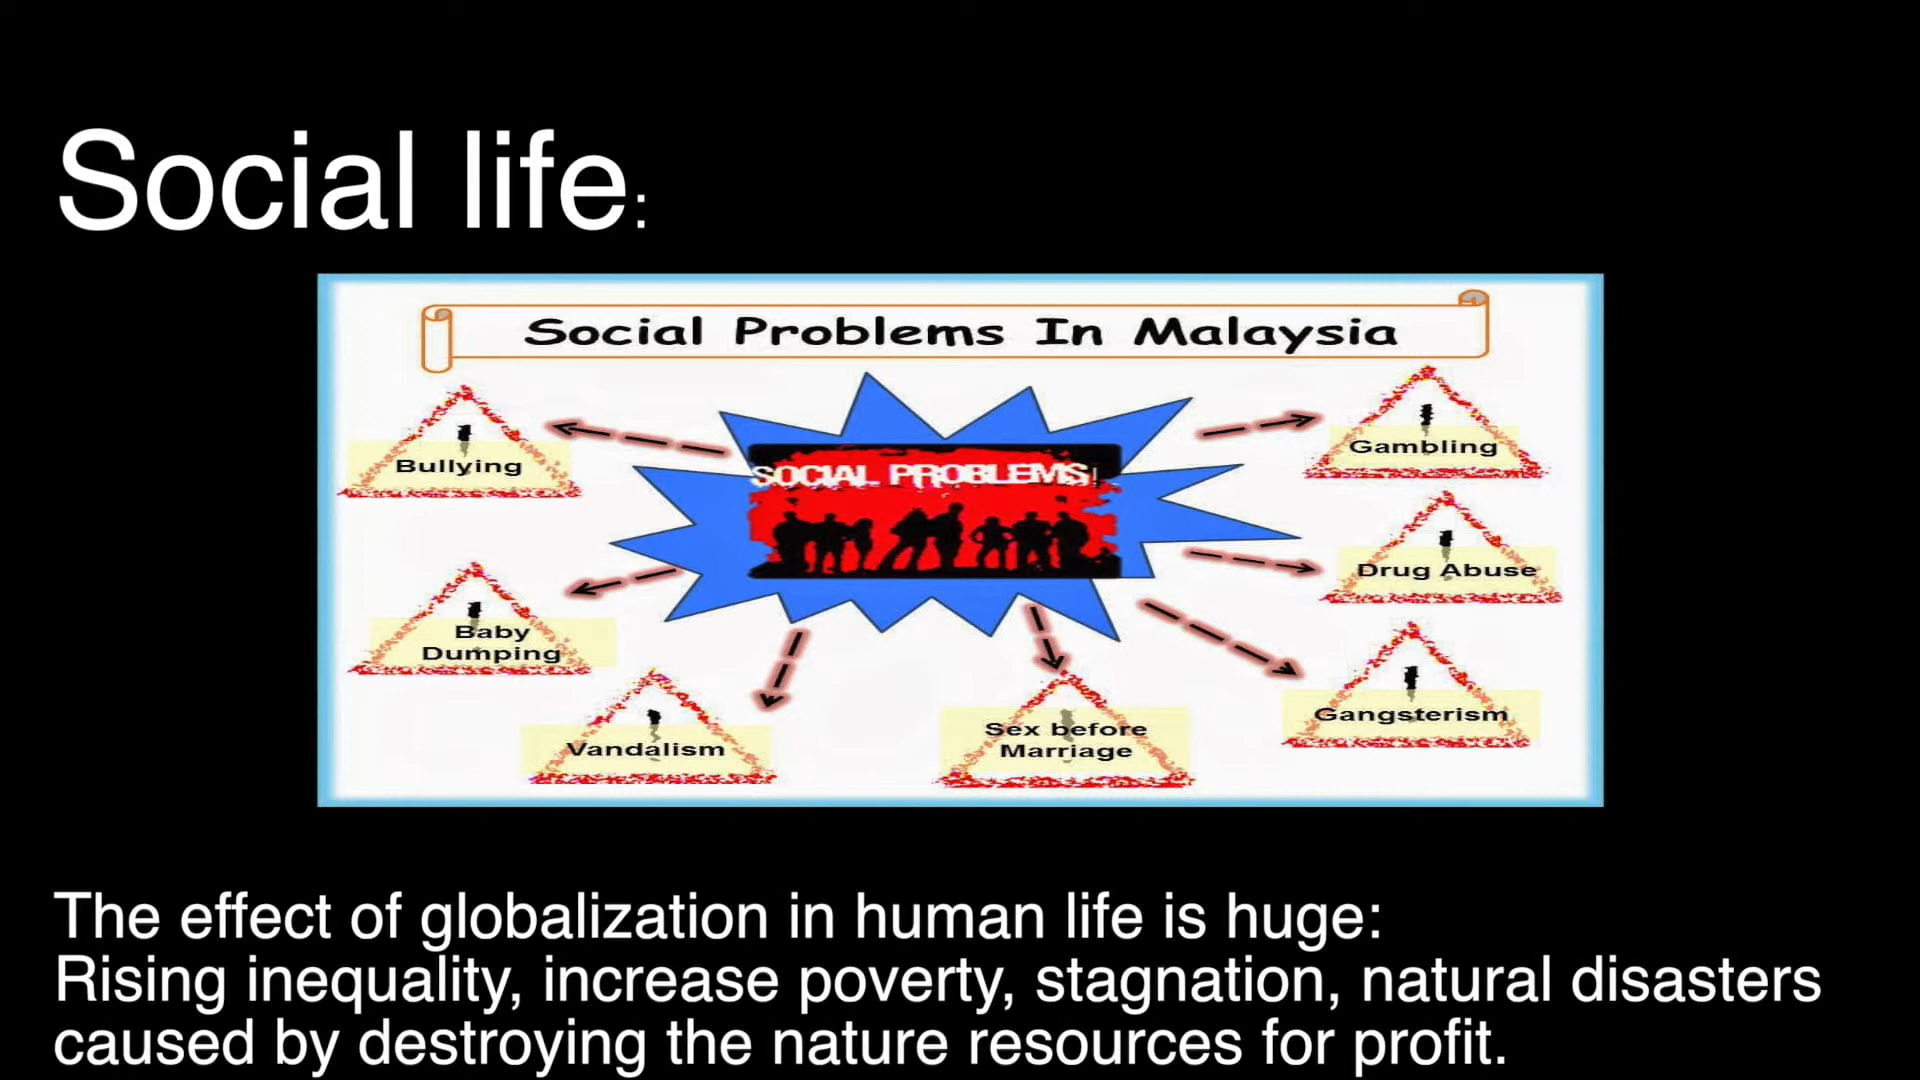 Social life:
Social Problems In Malaysia
Bullying
Gambling
SOCIAL PROBLEMS!
Drug Abuse
Baby
Dumping
Gangsterism
Vandalism
Sex before
Marriage
The effect of globalization in human life is huge:
Rising inequality, increase poverty, stagnation, natural disasters
caused by destroying the nature resources for profit.